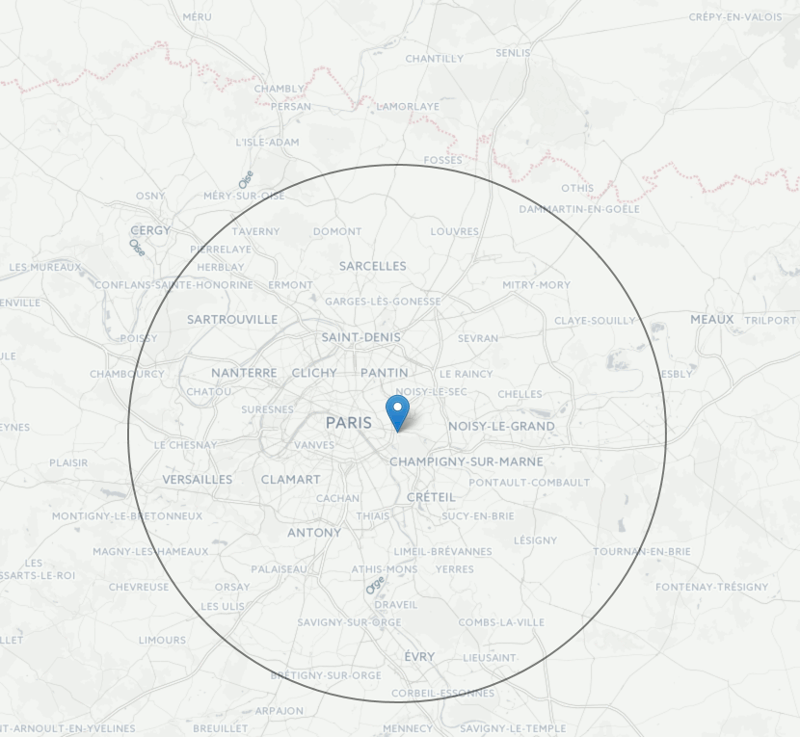 MÉRU
CRÉPY-EN-VALOIS
SENLIS
CHANTILLY
CHAMBLY
PERSAN
LAMORLAYE
L'ISLE-ADAM
FOSSES
Oise
OTHIS
OSNY
MÉRY-SUR-OISE
DAMMARTIN-EN-GOËLE
CERGY
TAVERNY
DOMONT
LOUVRES
Oise
PIERRELAYE
LES MUREAUX
HERBLAY
SARCELLES
CONFLANS-SAINTE-HONORINE
ERMONT
MITRY-MORY
ENVILLE
GARGES-LÈS-GONESSE
SARTROUVILLE
CLAYE-SOUILLY
MEAUX
TRILPORT
POISSY
SAINT-DENIS
SEVRAN
ULE
CHAMBOURCY
NANTERRE
CLICHY
PANTIN
LE RAINCY
ESBLY
CHATOU
NOISY-LE-SEC
CHELLES
SURESNES
EYNES
PARIS
NOISY-LE-GRAND
LE CHESNAY
VANVES
PLAISIR
CHAMPIGNY-SUR-MARNE
VERSAILLES
CLAMART
PONTAULT-COMBAULT
CACHAN
CRÉTEIL
MONTIGNY-LE-BRETONNEUX
THIAIS
SUCY-EN-BRIE
ANTONY
LÉSIGNY
MAGNY-LES-HAMEAUX
LIMEIL-BRÉVANNES
TOURNAN-EN-BRIE
LES
SSARTS-LE-ROI
PALAISEAU
ATHIS-MONS
YERRES
CHEVREUSE
ORSAY
Orge
FONTENAY-TRÉSIGNY
LES ULIS
DRAVEIL
SAVIGNY-SUR-ORGE
COMBS-LA-VILLE
LLET
LIMOURS
ÉVRY
LIEUSAINT
BRÉTIGNY-SUR-ORGE
CORBEIL-ESSONNES
ARPAJON
NT-ARNOULT-EN-YVELINES
BREUILLET
MENNECY
SAVIGNY-LE-TEMPLE